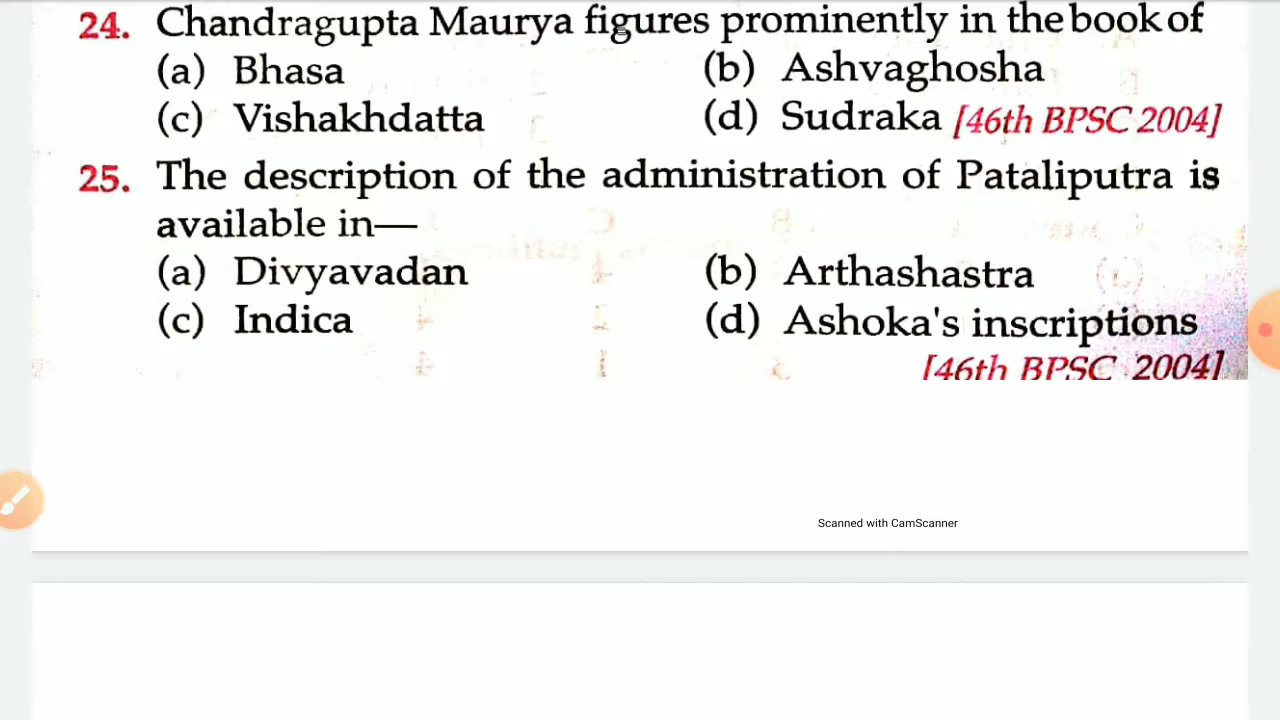 24. Chandragupta Maurya figures prominently in the book of
(a) Bhasa (b) Ashvaghosha
(c) Vishakhdatta (d) Sudraka [46th BPSC 2004]
25. The description of the administration of Pataliputra is
available in—
(a) Divyavadan (b) Arthashastra
(c) Indica (d) Ashoka's inscriptions
[46th BPSC 2004]
Scanned with CamScanner